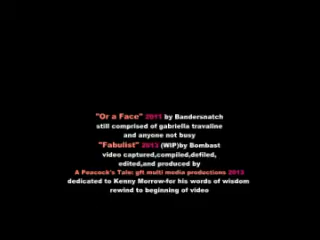 "Or a Face" 2011 by Bandersnatch
still comprised of gabriella travaline
and anyone not busy
"Fabulist" 2013 (WIP)by Bombast
video captured,compiled,defiled,
edited,and produced by
A Peacock's Tale: gft multi media productions 2013
dedicated to Kenny Morrow-for his words of wisdom
rewind to beginning of video